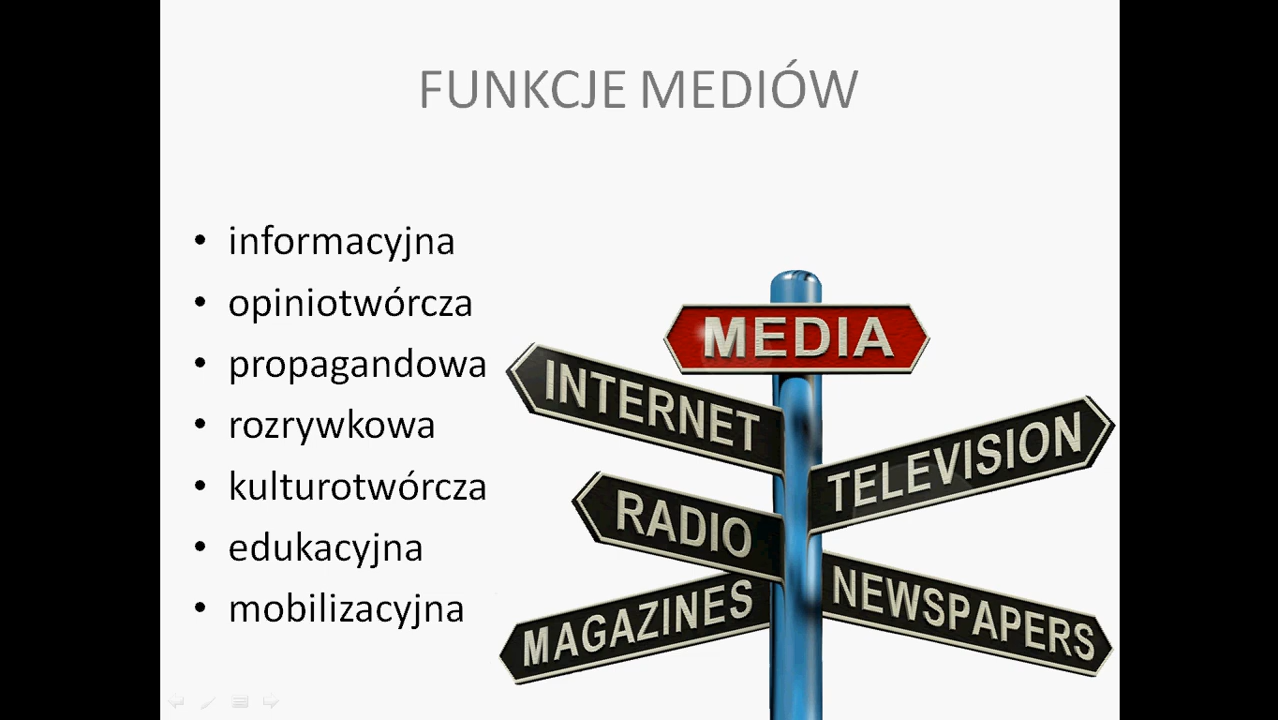 FUNKCJE MEDIÓW
• informacyjna
• opiniotwórcza
• propagandowa
• rozrywkowa
• kulturotwórcza
• edukacyjna
• mobilizacyjna
MEDIA
INTERNET
TELEVISION
RADIO
NEWSPAPERS
MAGAZINES